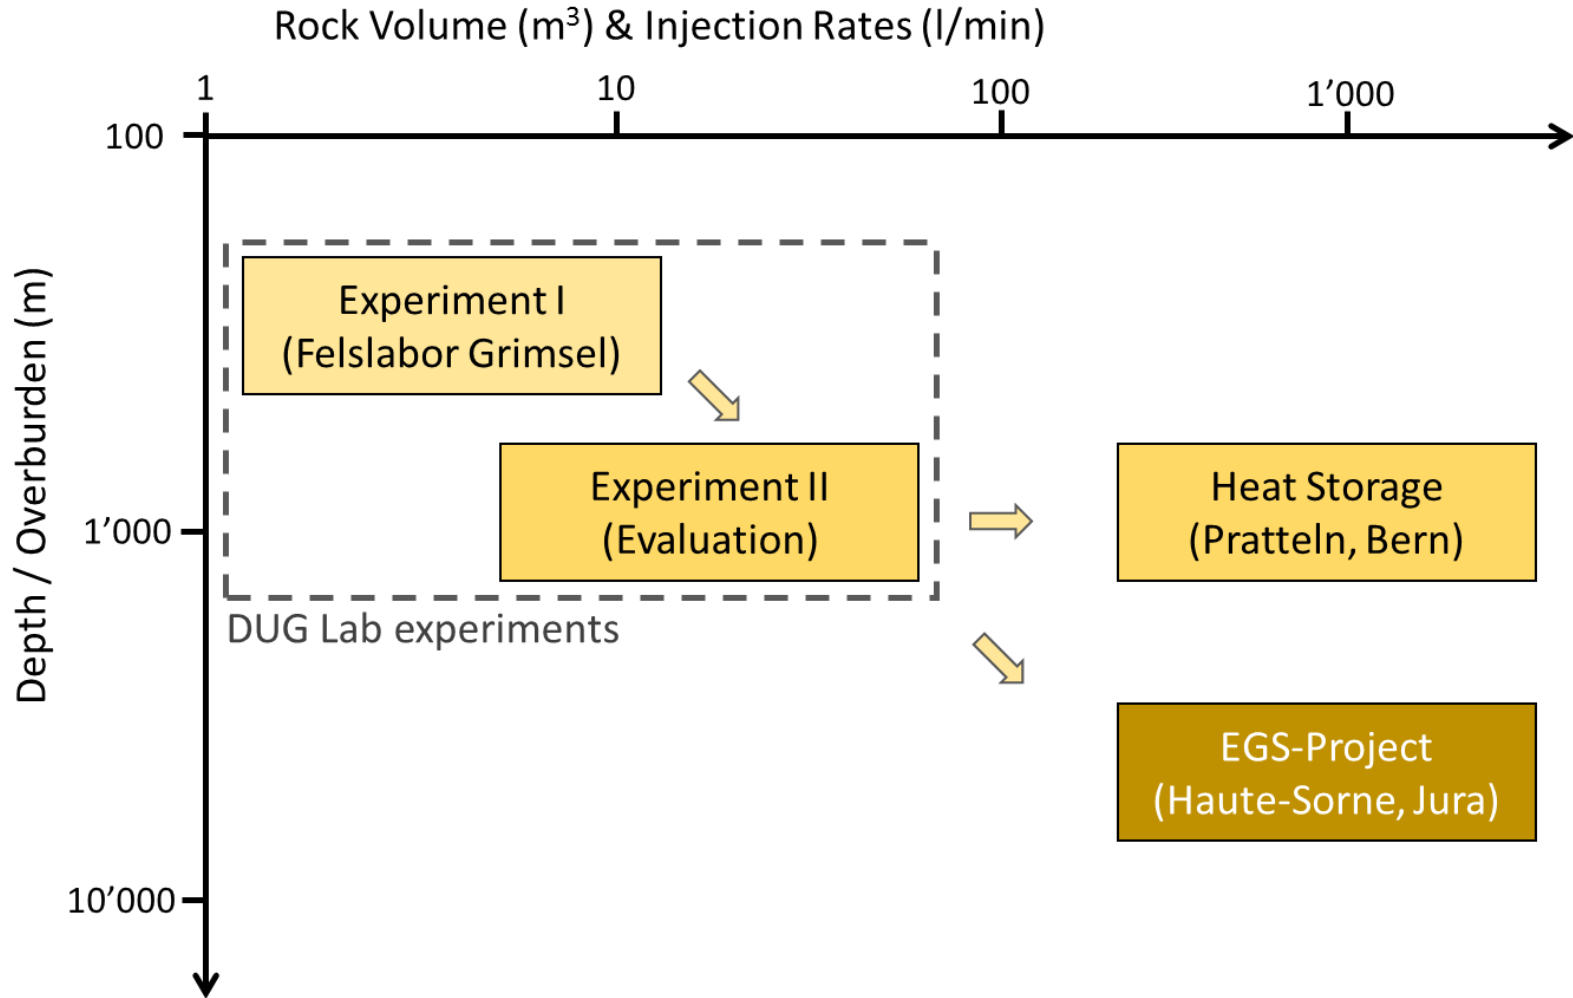 Rock Volume (m³) & Injection Rates (l/min)
1
10
100
1’000
100
Depth / Overburden (m)
Experiment I
(Felslabor Grimsel)
Experiment II
(Evaluation)
Heat Storage
(Pratteln, Bern)
1’000
DUG Lab experiments
EGS-Project
(Haute-Sorne, Jura)
10’000